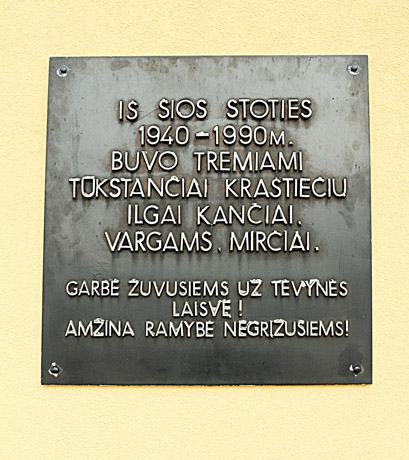 IŠ ŠIOS STOTIES
1940-1990M.
BUVO TREMIAMI
TŪKSTANČIAI KRAŠTIEČIŲ
ILGAI KANČIAI,
VARGAMS, MIRČIAI.
GARBĖ ŽUVUSIEMS UŽ TĖVYNĖS
LAISVĘ!
AMŽINA RAMYBĖ NEGRĮŽUSIEMS!